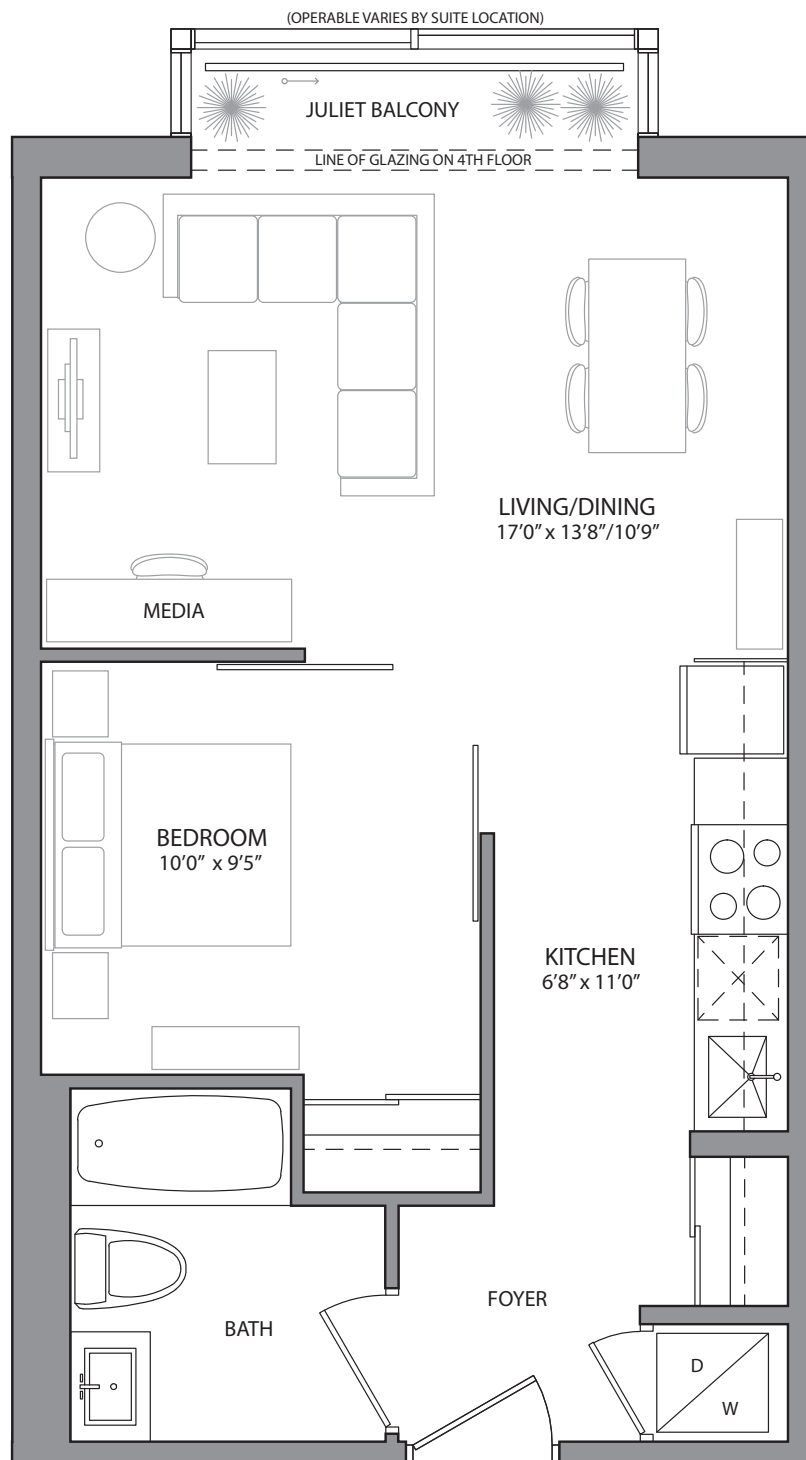 (OPERABLE VARIES BY SUITE LOCATION)
JULIET BALCONY
LINE OF GLAZING ON 4TH FLOOR
LIVING/DINING
17’0” x 13’8”/10’9”
MEDIA
BEDROOM
10’0” x 9’5”
KITCHEN
6’8” x 11’0”
FOYER
BATH
D
W